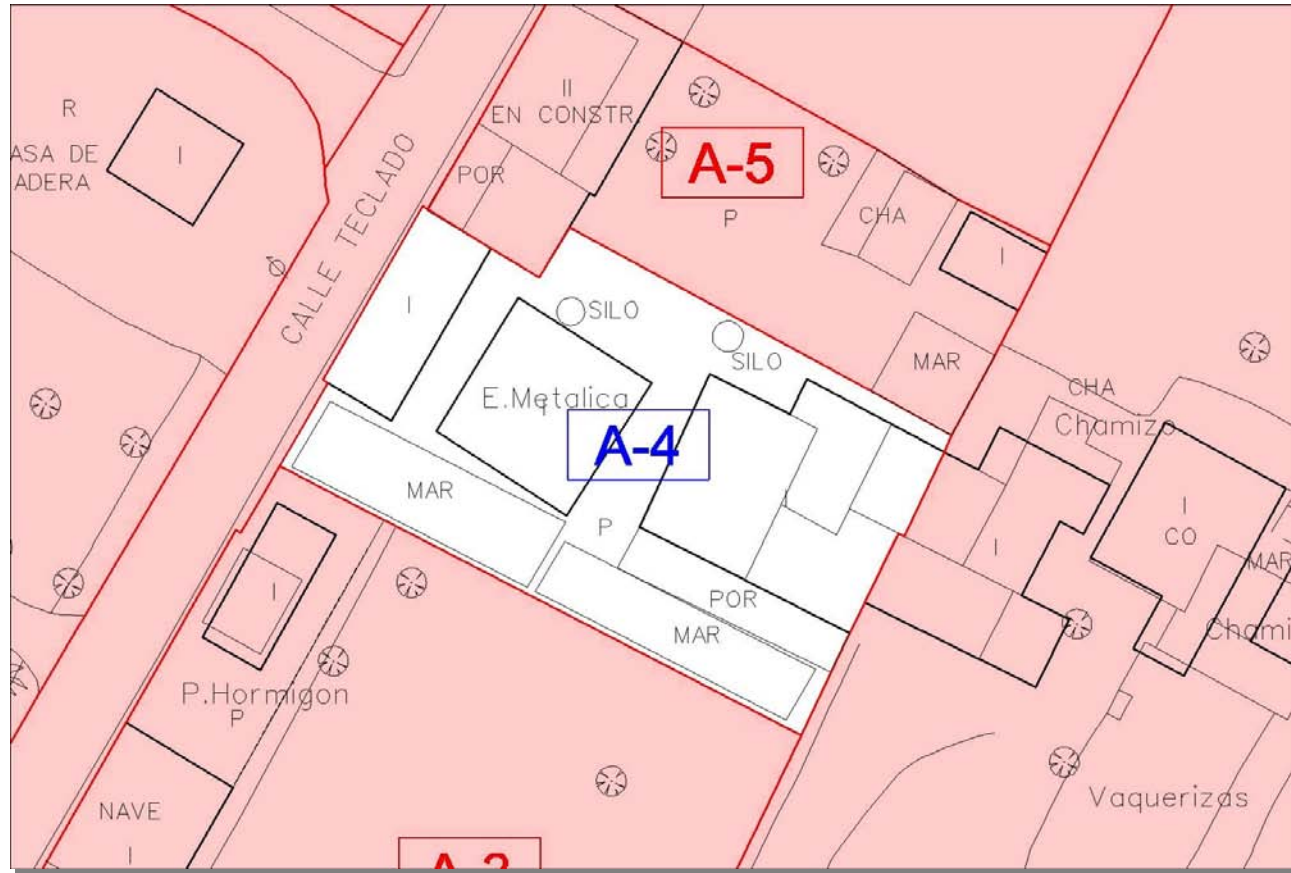 II
EN CONSTR.
R
ASA DE
ADERA
I
A-5
POR
P
CHA
CALLE TECLADO
I
I
SILO
SILO
MAR
E.Metalica
I
CHA
Chamizo
A-4
MAR
P
I
I
CO
I
MAR
I
POR
MAR
Chami
P.Hormigon
P
NAVE
I
Vaquerizas